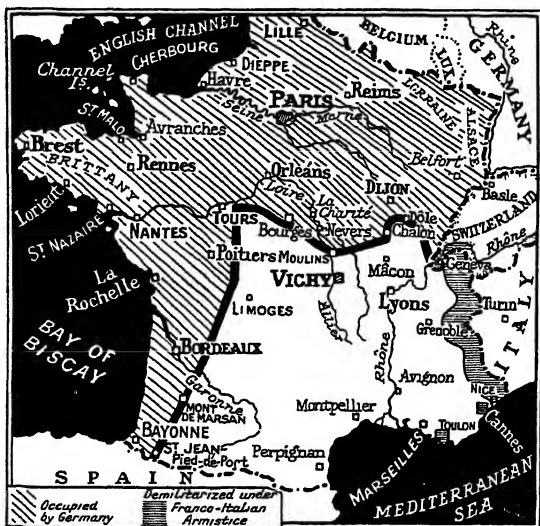 ENGLISH CHANNEL
CHERBOURG
Channel
Is.
LILLE
BELGIUM
LUX.
GERMANY
Rhône
DIEPPE
Havre
Seine
Reims
LORRAINE
ALSACE
PARIS
Marne
ST MALO
Avranches
Brest
BRITTANY
Rennes
Lorient
Orleáns
Loire
La
Charité
DIJON
Belfort
Basle
ST NAZAIRE
NANTES
TOURS
Bourges
Nevers
Dôle
Chalon
SWITZERLAND
Rhône
Geneva
Poitiers
MOULINS
Mâcon
VICHY
Allier
La
Rochelle
LIMOGES
Lyons
Turin
ITALY
Grenoble
BAY OF
BISCAY
BORDEAUX
Garonne
Rhône
Avignon
NICE
Cannes
MONT
DE MARSAN
Montpellier
TOULON
BAYONNE
ST JEAN-
Pied-de-Port
Perpignan
MARSEILLES
MEDITERRANEAN
SEA
SPAIN
Occupied
by Germany
Demilitarized under
Franco-Italian
Armistice